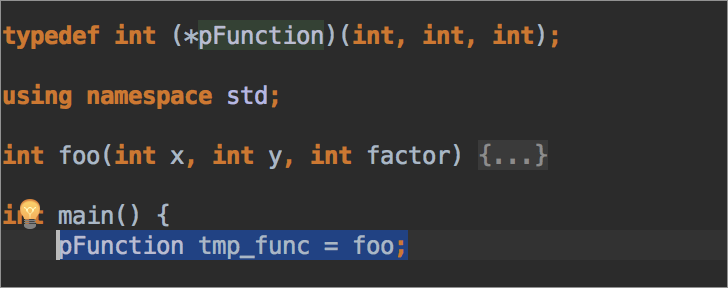 typedef int (*pFunction)(int, int, int);
using namespace std;
int foo(int x, int y, int factor) {...}
int main() {
pFunction tmp_func = foo;